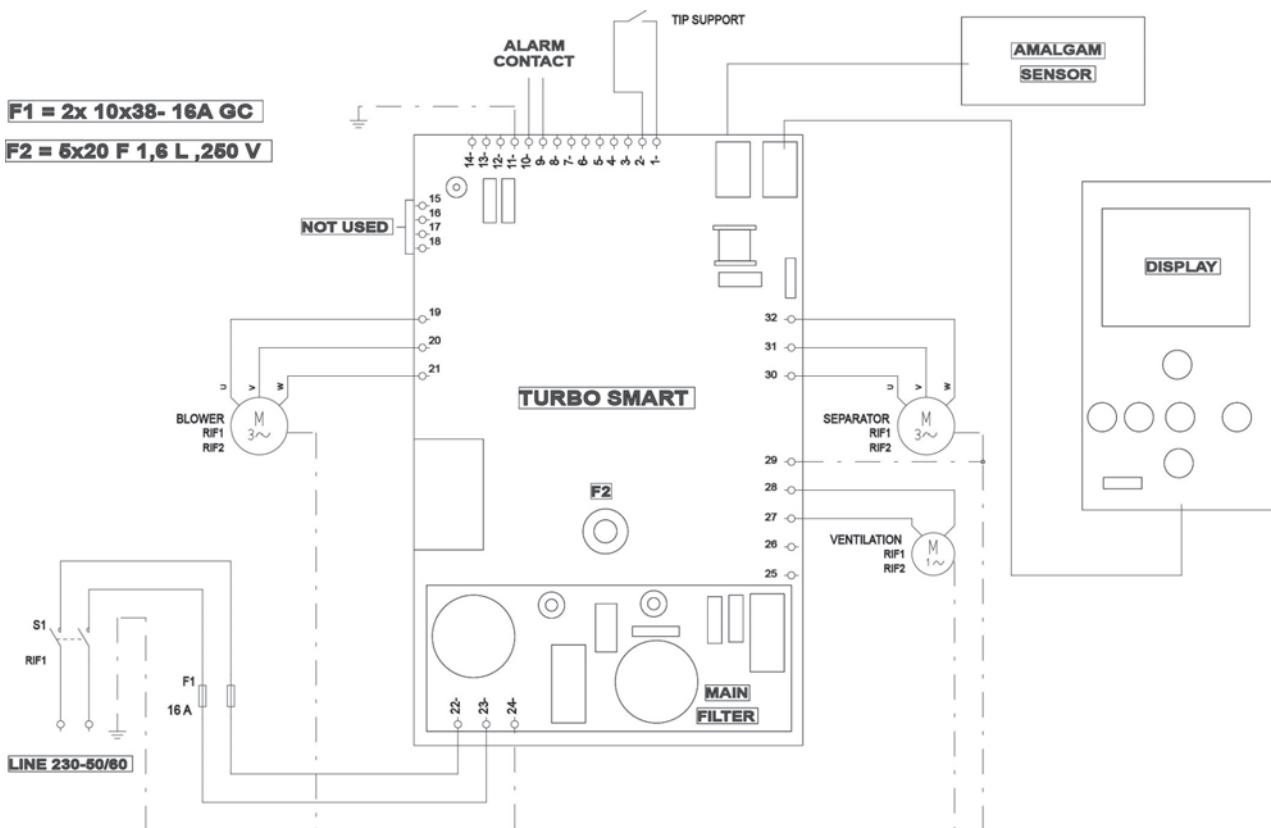 TIP SUPPORT
ALARM
CONTACT
AMALGAM
SENSOR
F1 = 2x 10x38- 16A GC
F2 = 5x20 F 1,6 L ,250 V
14- 13- 12- 11- 10- 9- 8- 7- 6- 5- 4- 3- 2- 1-
15
16
17
18
NOT USED
DISPLAY
19
20
21
32
31
30
U V W
BLOWER
RIF1
RIF2
M
3~
TURBO SMART
U V W
SEPARATOR
RIF1
RIF2
M
3~
29
28
27
26
25
F2
VENTILATION
RIF1
RIF2
M
1~
S1
RIF1
F1
16 A
22- 23- 24-
MAIN
FILTER
LINE 230-50/60